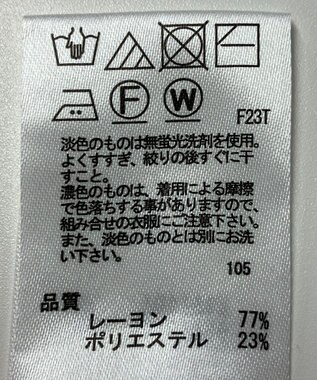 F W F23T
淡色のものは無蛍光洗剤を使用。
よくすすぎ、絞りの後すぐに干
すこと。
濃色のものは、着用による摩擦
で色落ちする事がありますので、
組み合せの衣服にご注意下さい。
また、淡色のものとは別にお洗
い下さい。
105
品質
レーヨン 77%
ポリエステル 23%